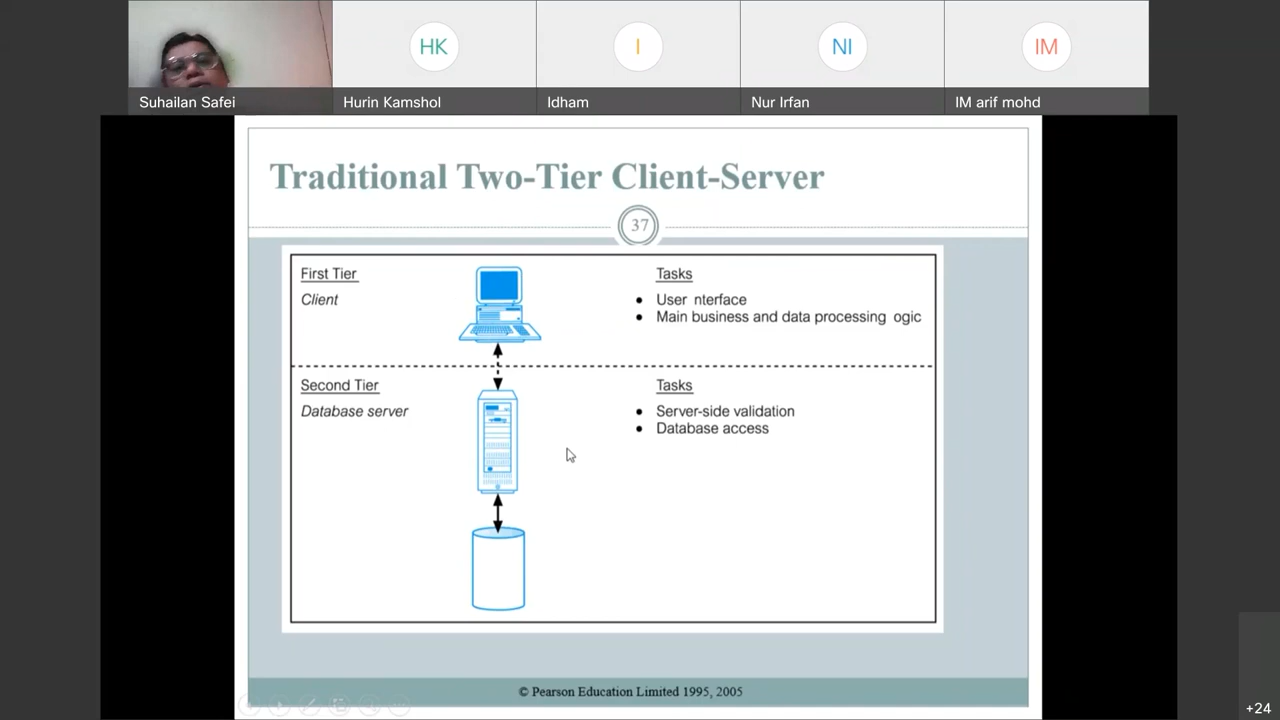 HK
I
NI
IM
Suhailan Safei
Hurin Kamshol
Idham
Nur Irfan
IM arif mohd
Traditional Two-Tier Client-Server
37
First Tier
Client
Tasks
• User nterface
• Main business and data processing ogic
Second Tier
Database server
Tasks
• Server-side validation
• Database access
© Pearson Education Limited 1995, 2005
+24